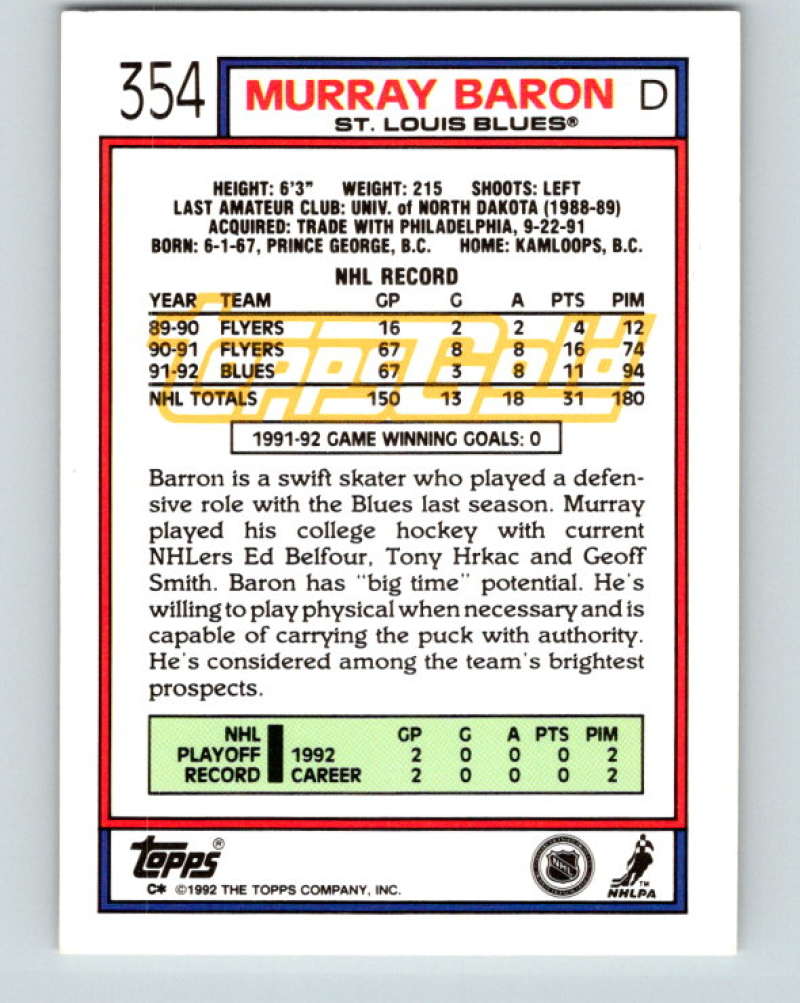 354 MURRAY BARON D
ST. LOUIS BLUES®
HEIGHT: 6'3" WEIGHT: 215 SHOOTS: LEFT
LAST AMATEUR CLUB: UNIV. of NORTH DAKOTA (1988-89)
ACQUIRED: TRADE WITH PHILADELPHIA, 9-22-91
BORN: 6-1-67, PRINCE GEORGE, B.C. HOME: KAMLOOPS, B.C.
NHL RECORD
YEAR TEAM GP G A PTS PIM
89-90 FLYERS 16 2 2 4 12
90-91 FLYERS 67 8 8 16 74
91-92 BLUES 67 3 8 11 94
NHL TOTALS 150 13 18 31 180
ToppsGold
1991-92 GAME WINNING GOALS: 0
Barron is a swift skater who played a defen-
sive role with the Blues last season. Murray
played his college hockey with current
NHLers Ed Belfour, Tony Hrkac and Geoff
Smith. Baron has "big time" potential. He's
willing to play physical when necessary and is
capable of carrying the puck with authority.
He's considered among the team's brightest
prospects.
NHL GP G A PTS PIM
PLAYOFF 1992 2 0 0 0 2
RECORD CAREER 2 0 0 0 2
TOPPS®
C* ©1992 THE TOPPS COMPANY, INC.
NHL
NHLPA™